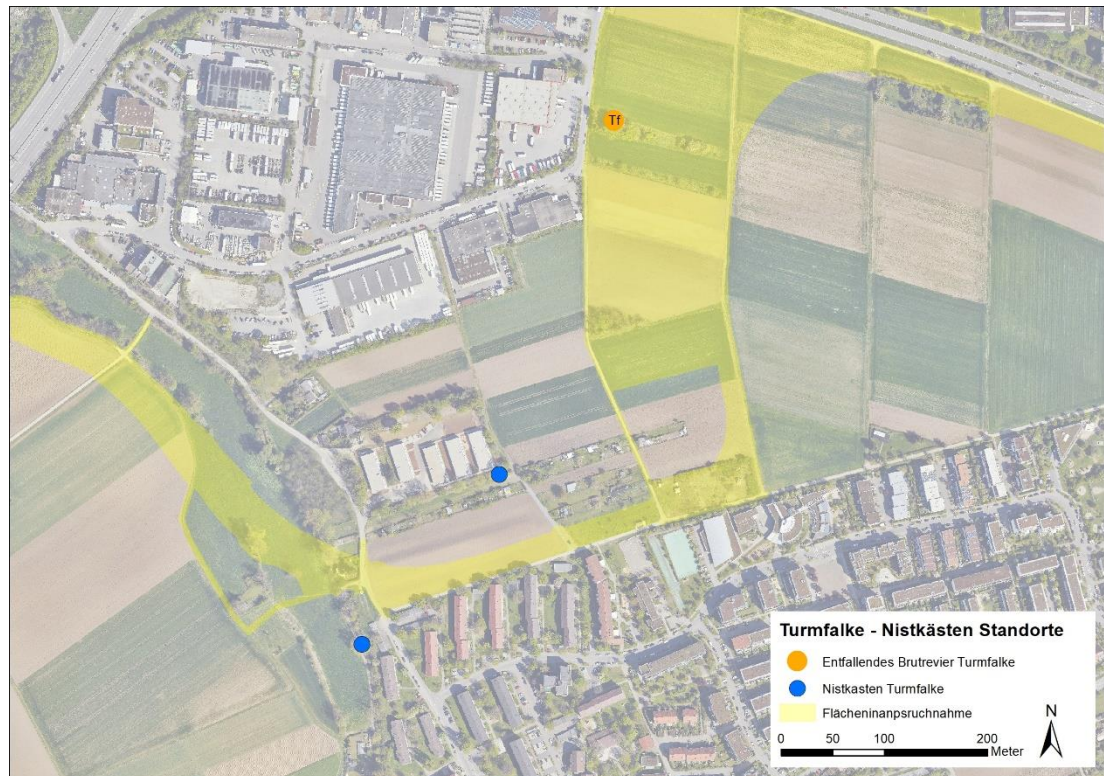 Tf
Turmfalke - Nistkästen Standorte
Entfallendes Brutrevier Turmfalke
Nistkasten Turmfalke
Flächeninanpsruchnahme
N
0 50 100 200
Meter